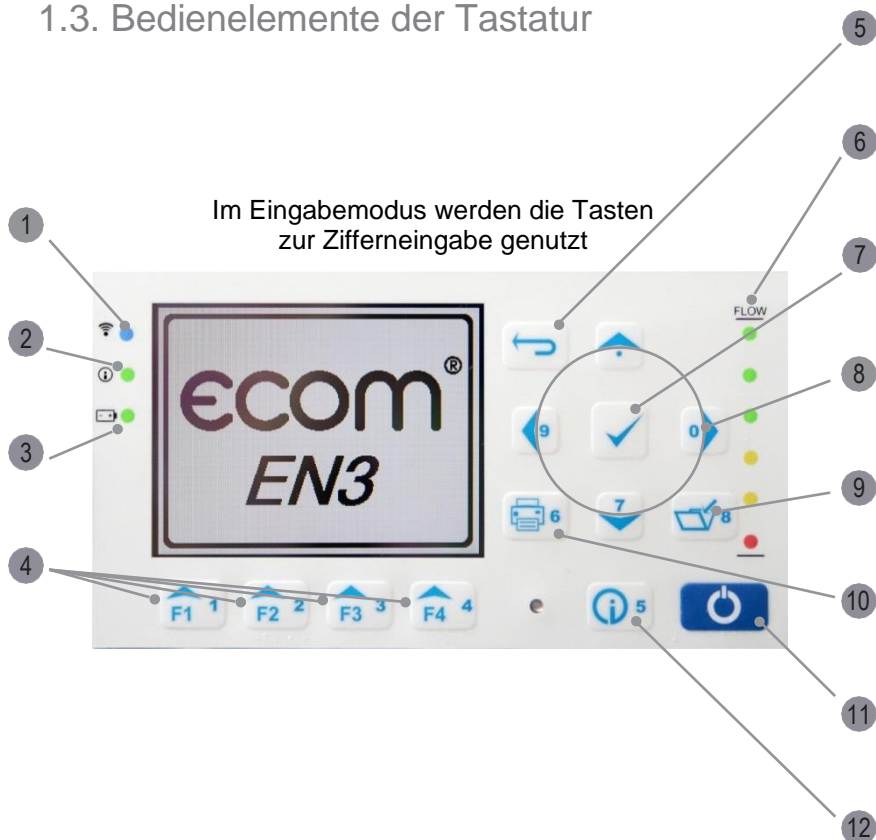 1.3. Bedienelemente der Tastatur
5
6
Im Eingabemodus werden die Tasten
zur Zifferneingabe genutzt
1
7
FLOW
2
ecom®
EN3
9
0
8
3
6
7
8
9
4
F1 1
F2 2
F3 3
F4 4
5
10
11
12